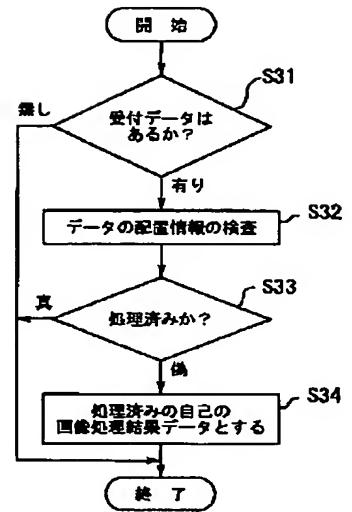 開 始
S31
無し
受付データは
あるか？
有り
S32
データの配置情報の検査
S33
真
処理済みか？
偽
S34
処理済みの自己の
画像処理結果データとする
終 了